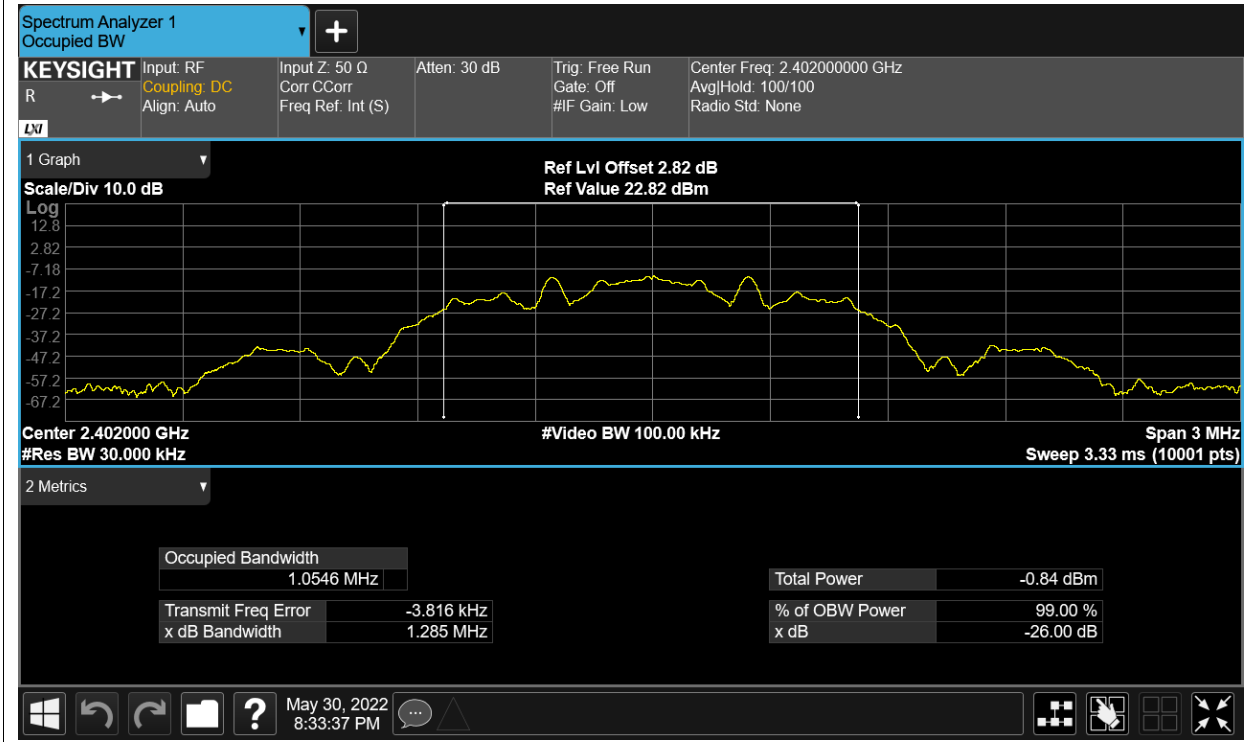 Spectrum Analyzer 1
Occupied BW
KEYSIGHT Input: RF Input Z: 50 Ω Atten: 30 dB Trig: Free Run Center Freq: 2.402000000 GHz
R Coupling: DC Corr CCorr Gate: Off Avg|Hold: 100/100
Align: Auto Freq Ref: Int (S) #IF Gain: Low Radio Std: None
LXI
1 Graph
Ref Lvl Offset 2.82 dB
Scale/Div 10.0 dB Ref Value 22.82 dBm
Log
12.8
2.82
-7.18
-17.2
-27.2
-37.2
-47.2
-57.2
-67.2
Center 2.402000 GHz #Video BW 100.00 kHz Span 3 MHz
#Res BW 30.000 kHz Sweep 3.33 ms (10001 pts)
2 Metrics
Occupied Bandwidth
1.0546 MHz Total Power -0.84 dBm
Transmit Freq Error -3.816 kHz % of OBW Power 99.00 %
x dB Bandwidth 1.285 MHz x dB -26.00 dB
? May 30, 2022
8:33:37 PM